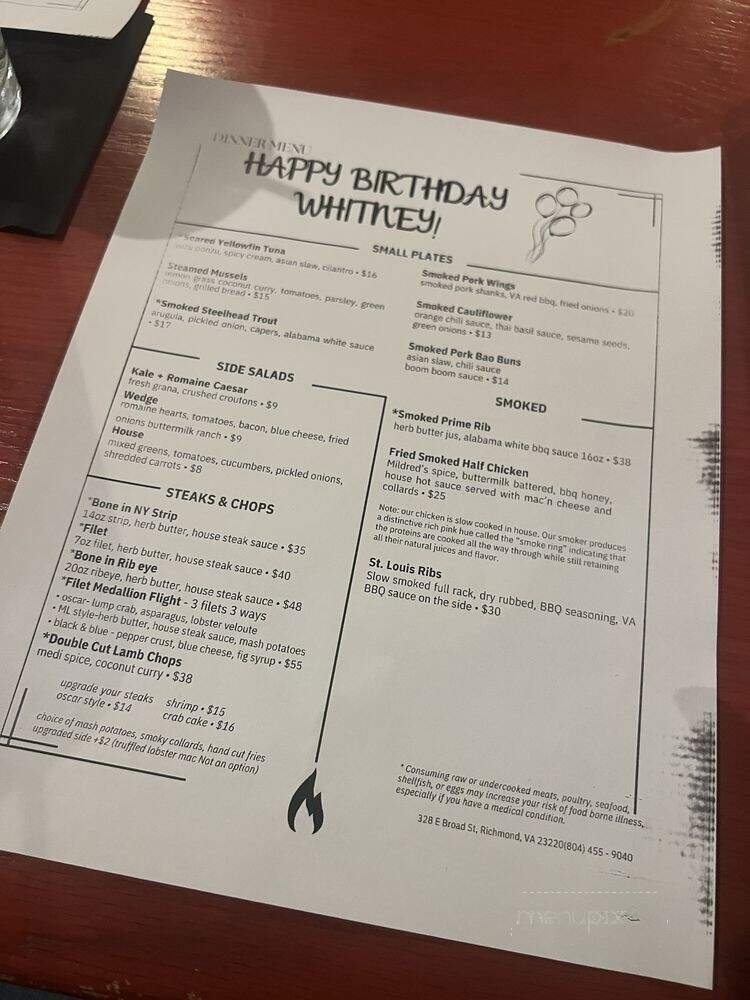 DINNER MENU
HAPPY BIRTHDAY
WHITNEY!
SMALL PLATES
*Seared Yellowfin Tuna
yuzu ponzu, spicy cream, asian slaw, cilantro • $16
Steamed Mussels
lemon grass coconut curry, tomatoes, parsley, green
onions, grilled bread • $15
*Smoked Steelhead Trout
arugula, pickled onion, capers, alabama white sauce
• $17
Smoked Pork Wings
smoked pork shanks, VA red bbq, fried onions • $20
Smoked Cauliflower
orange chili sauce, thai basil sauce, sesame seeds,
green onions • $13
Smoked Pork Bao Buns
asian slaw, chili sauce
boom boom sauce • $14
SIDE SALADS
Kale + Romaine Caesar
fresh grana, crushed croutons • $9
Wedge
romaine hearts, tomatoes, bacon, blue cheese, fried
onions buttermilk ranch • $9
House
mixed greens, tomatoes, cucumbers, pickled onions,
shredded carrots • $8
STEAKS & CHOPS
*Bone in NY Strip
14oz strip, herb butter, house steak sauce • $35
*Filet
7oz filet, herb butter, house steak sauce • $40
*Bone in Rib eye
20oz ribeye, herb butter, house steak sauce • $48
*Filet Medallion Flight - 3 filets 3 ways
• oscar- lump crab, asparagus, lobster veloute
• ML style-herb butter, house steak sauce, mash potatoes
• black & blue - pepper crust, blue cheese, fig syrup • $55
*Double Cut Lamb Chops
medi spice, coconut curry • $38
upgrade your steaks shrimp • $15
oscar style • $14 crab cake • $16
choice of mash potatoes, smoky collards, hand cut fries
upgraded side +$2 (truffled lobster mac Not an option)
SMOKED
*Smoked Prime Rib
herb butter jus, alabama white bbq sauce 16oz • $38
Fried Smoked Half Chicken
Mildred's spice, buttermilk battered, bbq honey,
house hot sauce served with mac'n cheese and
collards • $25
Note: our chicken is slow cooked in house. Our smoker produces
a distinctive rich pink hue called the "smoke ring" indicating that
the proteins are cooked all the way through while still retaining
all their natural juices and flavor.
St. Louis Ribs
Slow smoked full rack, dry rubbed, BBQ seasoning, VA
BBQ sauce on the side • $30
* Consuming raw or undercooked meats, poultry, seafood,
shellfish, or eggs may increase your risk of food borne illness,
especially if you have a medical condition.
328 E Broad St, Richmond, VA 23220(804) 455 - 9040